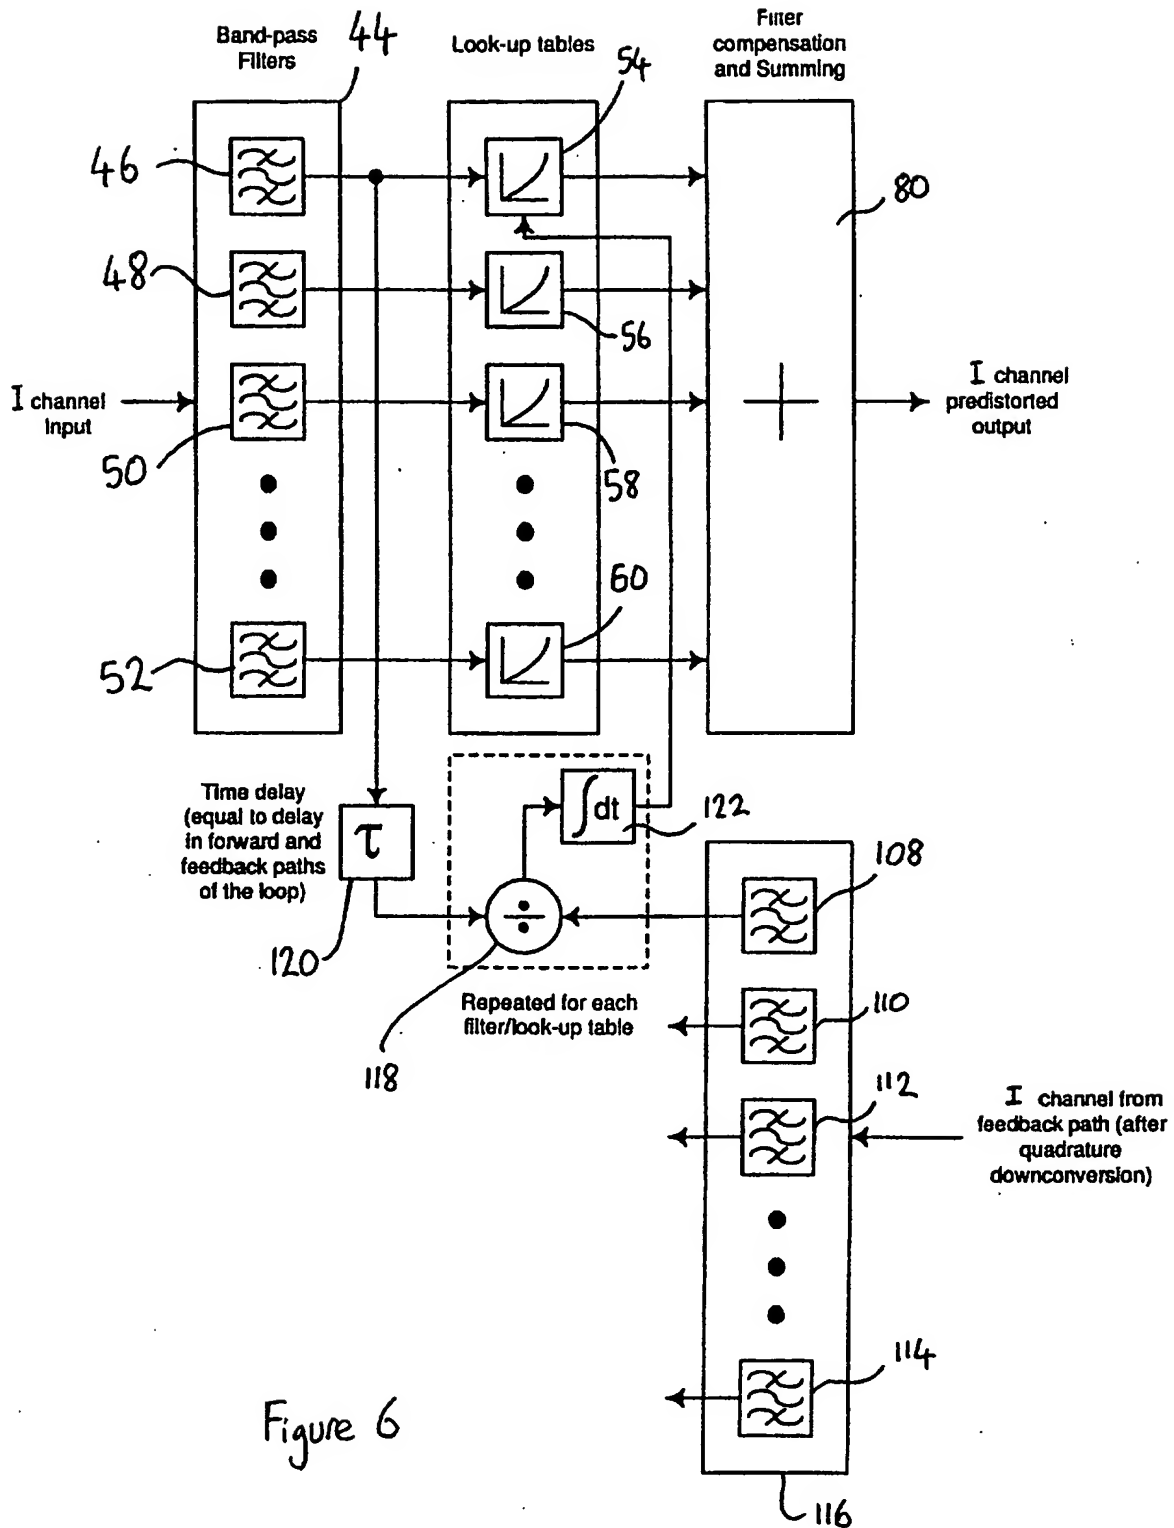 Band-pass
Filters
44
Look-up tables
54
Filter
compensation
and Summing
46
80
48
56
I channel
Input
50
58
I channel
predistorted
output
60
52
Time delay
(equal to delay
in forward and
feedback paths
of the loop)
τ
∫dt
122
120
÷
118
Repeated for each
filter/look-up table
108
110
112
I channel from
feedback path (after
quadrature
downconversion)
114
116
Figure 6